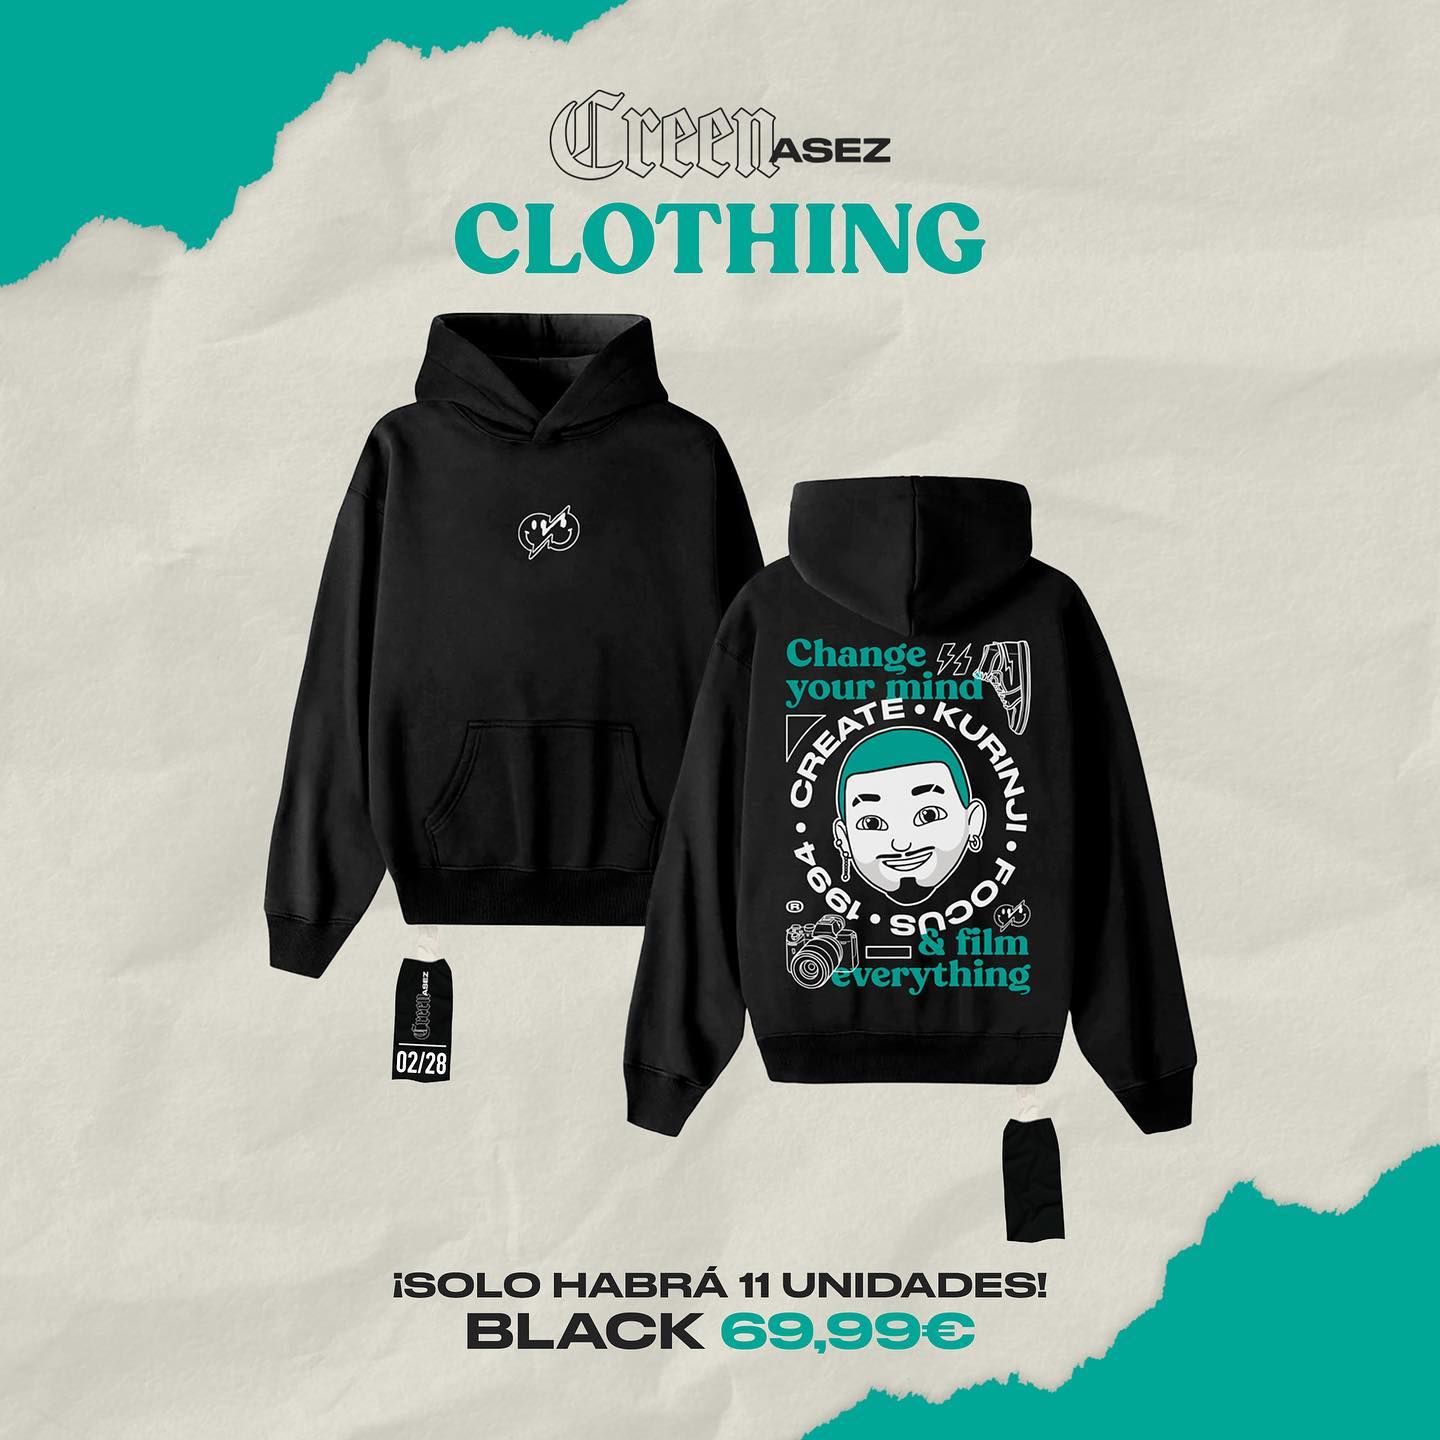 Creen ASEZ
CLOTHING
Change
your mind
CREATE • KURINJI • FOCUS • 1994 •
®
& film
everything
Creen ASEZ
02/28
¡SOLO HABRÁ 11 UNIDADES!
BLACK 69,99€